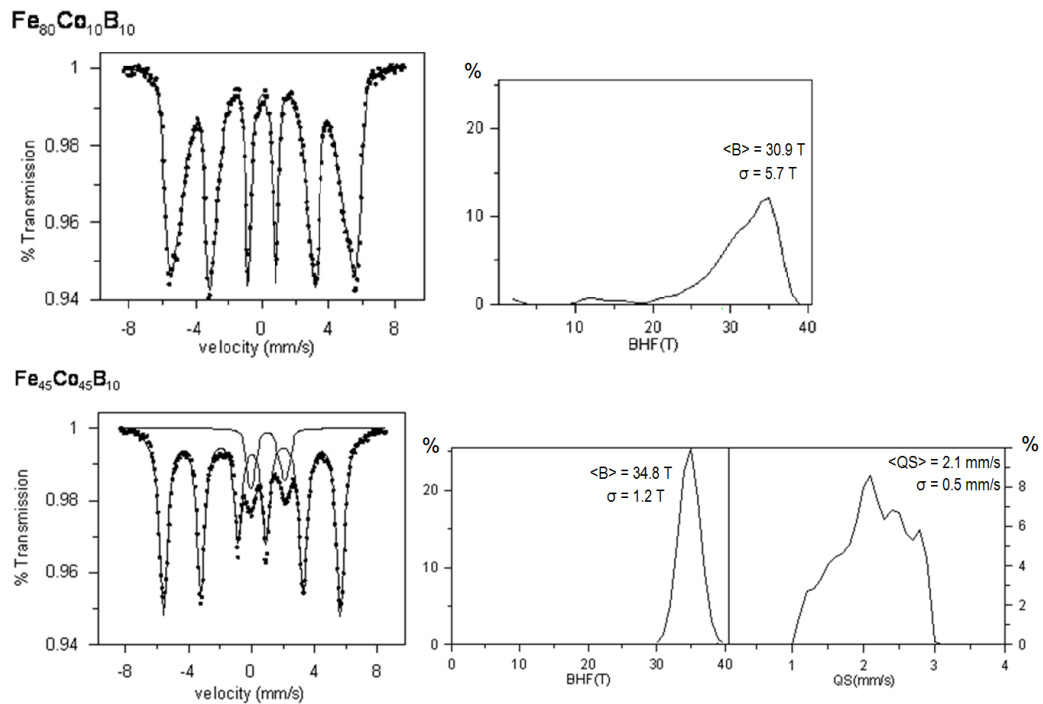 Fe80Co10B10
1
0.98
0.96
0.94
% Transmission
-8 -4 0 4 8
velocity (mm/s)
%
20
10
0
<B> = 30.9 T
σ = 5.7 T
10 20 30 40
BHF(T)
Fe45Co45B10
1
0.98
0.96
0.94
% Transmission
-8 -4 0 4 8
velocity (mm/s)
%
20
10
0
<B> = 34.8 T
σ = 1.2 T
0 10 20 30 40
BHF(T)
%
<QS> = 2.1 mm/s
σ = 0.5 mm/s
8
6
4
2
0
1 2 3 4
QS(mm/s)